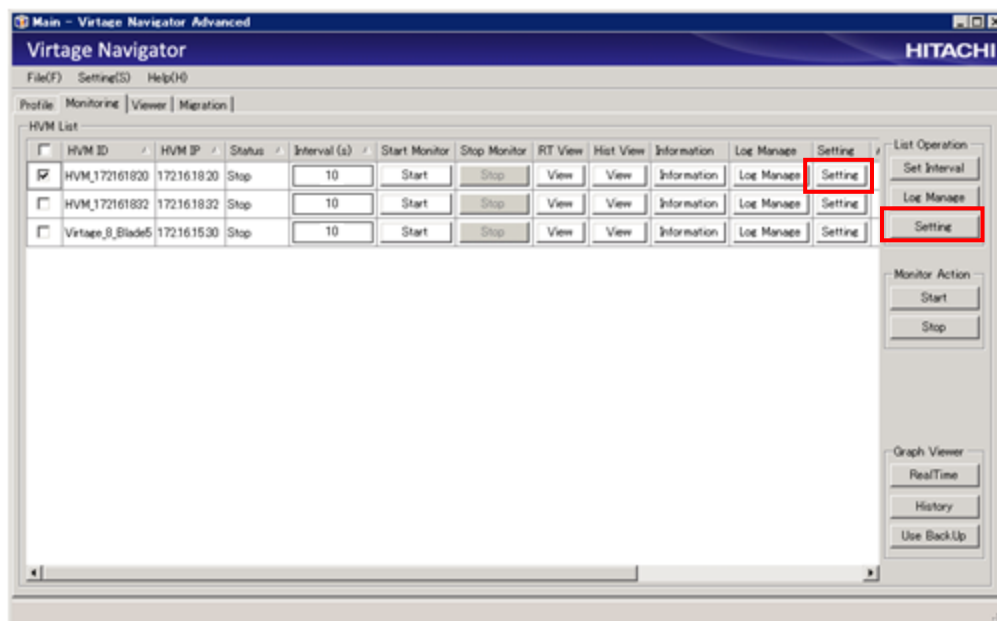 Main - Virtage Navigator Advanced
Virtage Navigator HITACHI
File(F) Setting(S) Help(H)
Profile Monitoring Viewer Migration
HVM List
HVM ID HVM IP Status Interval (s) Start Monitor Stop Monitor RT View Hist View Information Log Manage Setting
HVM_172161820 172.16.18.20 Stop 10 Start Stop View View Information Log Manage Setting
HVM_172161832 172.16.18.32 Stop 10 Start Stop View View Information Log Manage Setting
Virtage_8_Blade5 172.16.15.30 Stop 10 Start Stop View View Information Log Manage Setting
List Operation
Set Interval
Log Manage
Setting
Monitor Action
Start
Stop
Graph Viewer
RealTime
History
Use BackUp